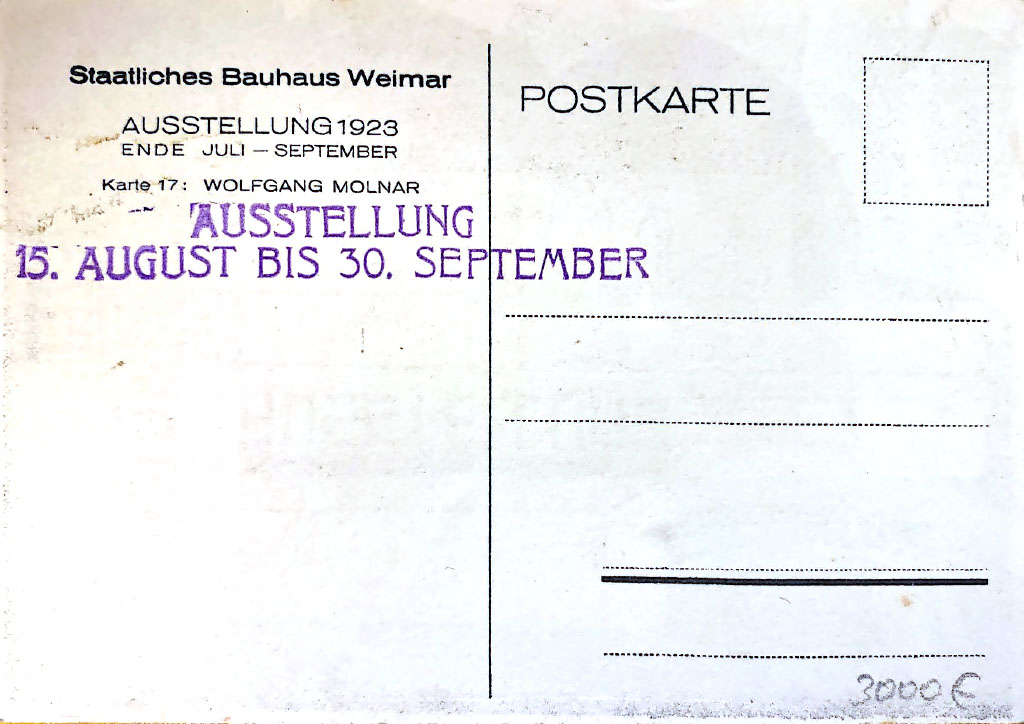 Staatliches Bauhaus Weimar
AUSSTELLUNG 1923
ENDE JULI — SEPTEMBER
Karte 17: WOLFGANG MOLNAR
AUSSTELLUNG
15. AUGUST BIS 30. SEPTEMBER
POSTKARTE
3000 €